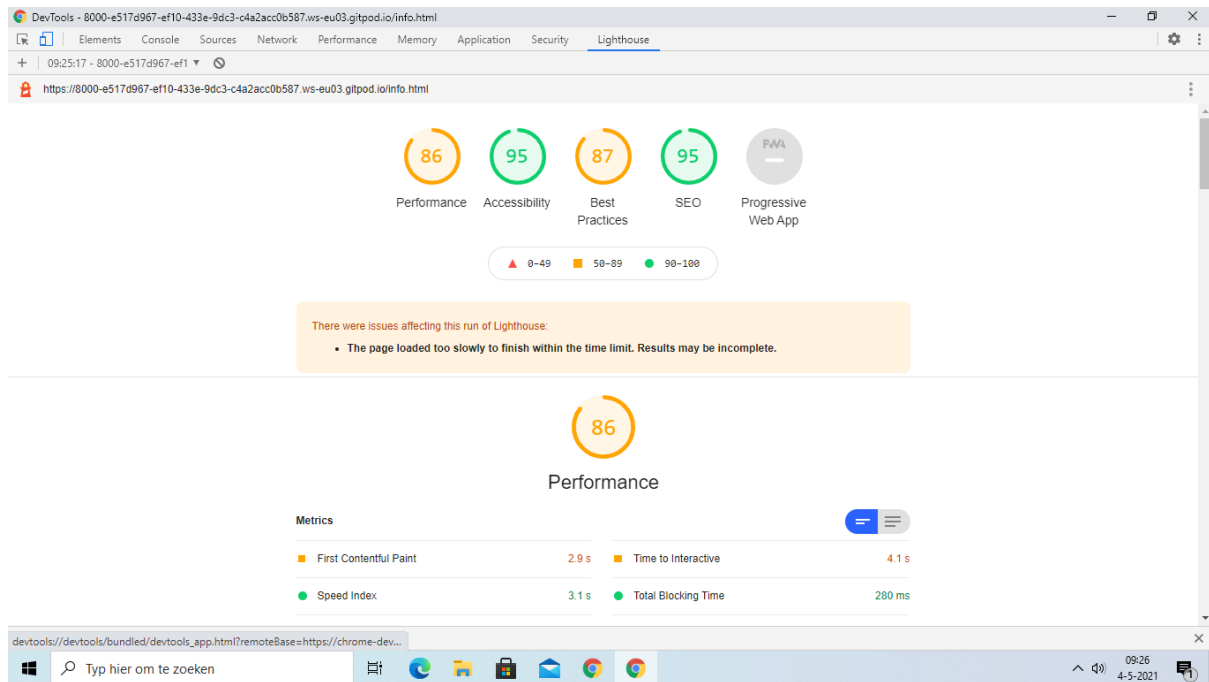 DevTools - 8000-e517d967-ef10-433e-9dc3-c4a2acc0b587.ws-eu03.gitpod.io/info.html
Elements Console Sources Network Performance Memory Application Security Lighthouse
09:25:17 - 8000-e517d967-ef1
https://8000-e517d967-ef10-433e-9dc3-c4a2acc0b587.ws-eu03.gitpod.io/info.html
86 95 87 95 PWA
Performance Accessibility Best Practices SEO Progressive Web App
0–49 50–89 90–100
There were issues affecting this run of Lighthouse:
• The page loaded too slowly to finish within the time limit. Results may be incomplete.
86
Performance
Metrics
First Contentful Paint 2.9 s Time to Interactive 4.1 s
Speed Index 3.1 s Total Blocking Time 280 ms
devtools://devtools/bundled/devtools_app.html?remoteBase=https://chrome-dev...
Typ hier om te zoeken
09:26
4-5-2021
1